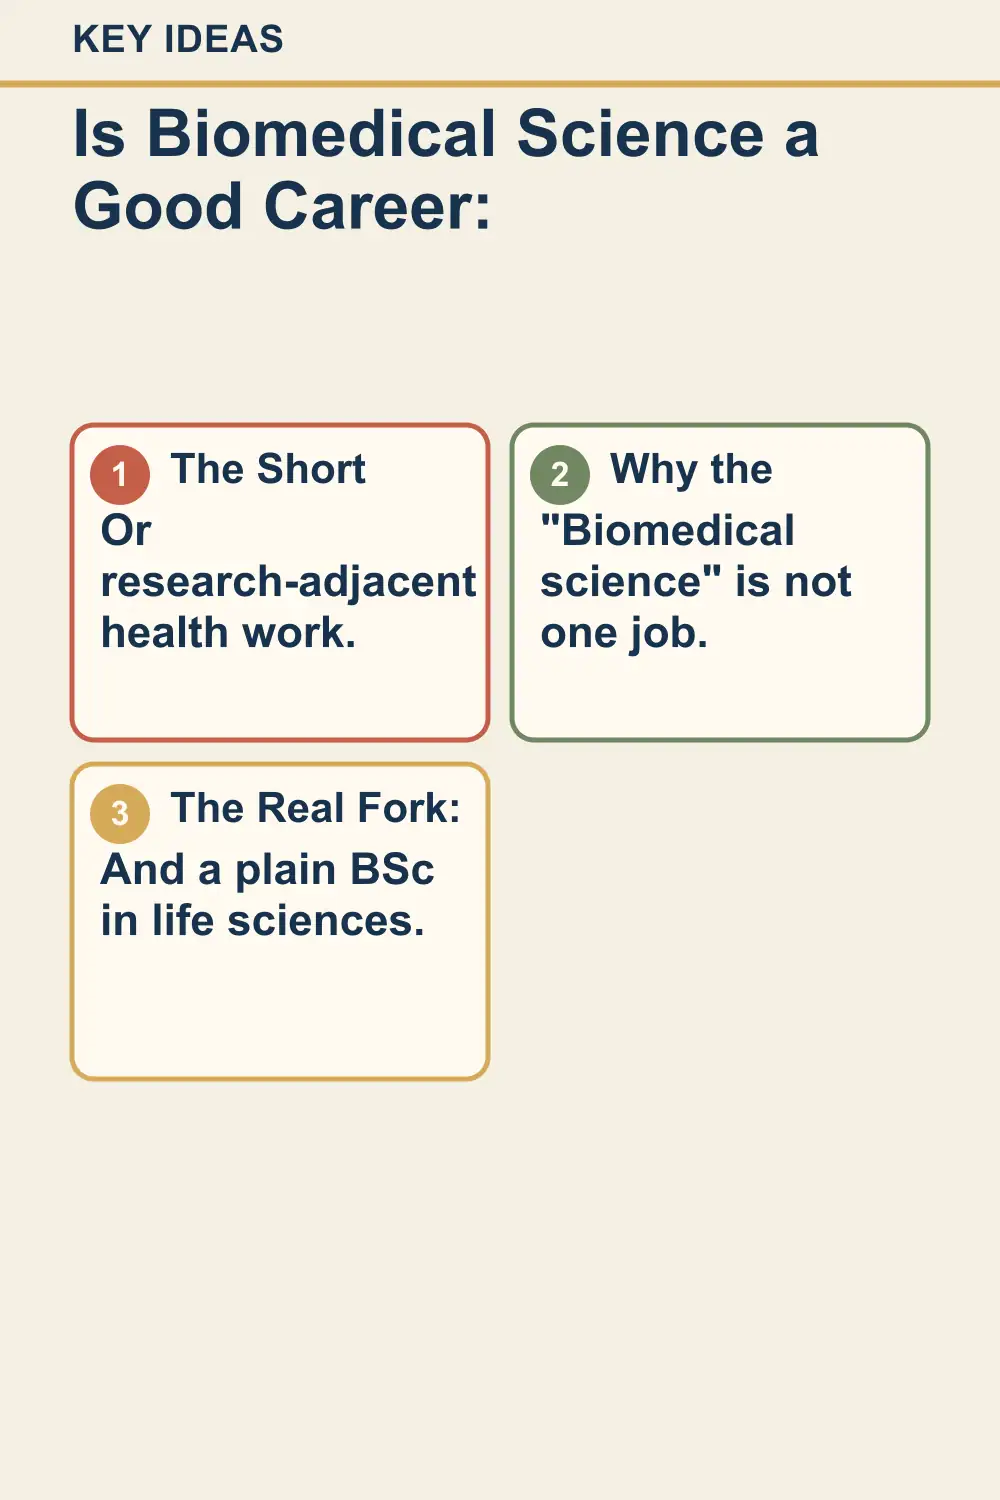 KEY IDEAS
Is Biomedical Science a
Good Career:
1 The Short
Or
research-adjacent
health work.
2 Why the
"Biomedical
science" is not
one job.
3 The Real Fork:
And a plain BSc
in life sciences.